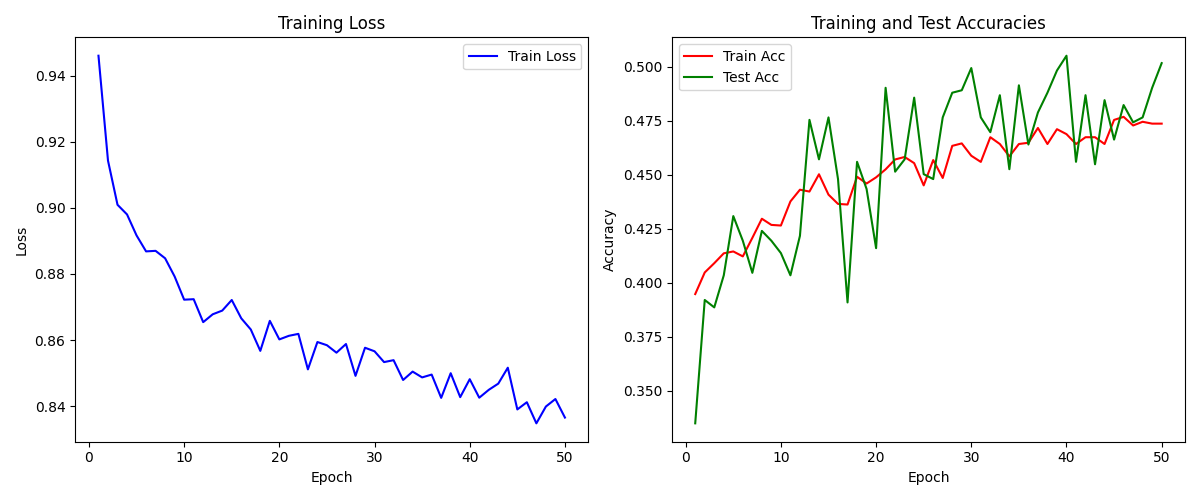 Training Loss
Train Loss
0.94
0.92
0.90
0.88
0.86
0.84
Loss
0 10 20 30 40 50
Epoch
Training and Test Accuracies
Train Acc
Test Acc
0.500
0.475
0.450
0.425
0.400
0.375
0.350
Accuracy
0 10 20 30 40 50
Epoch